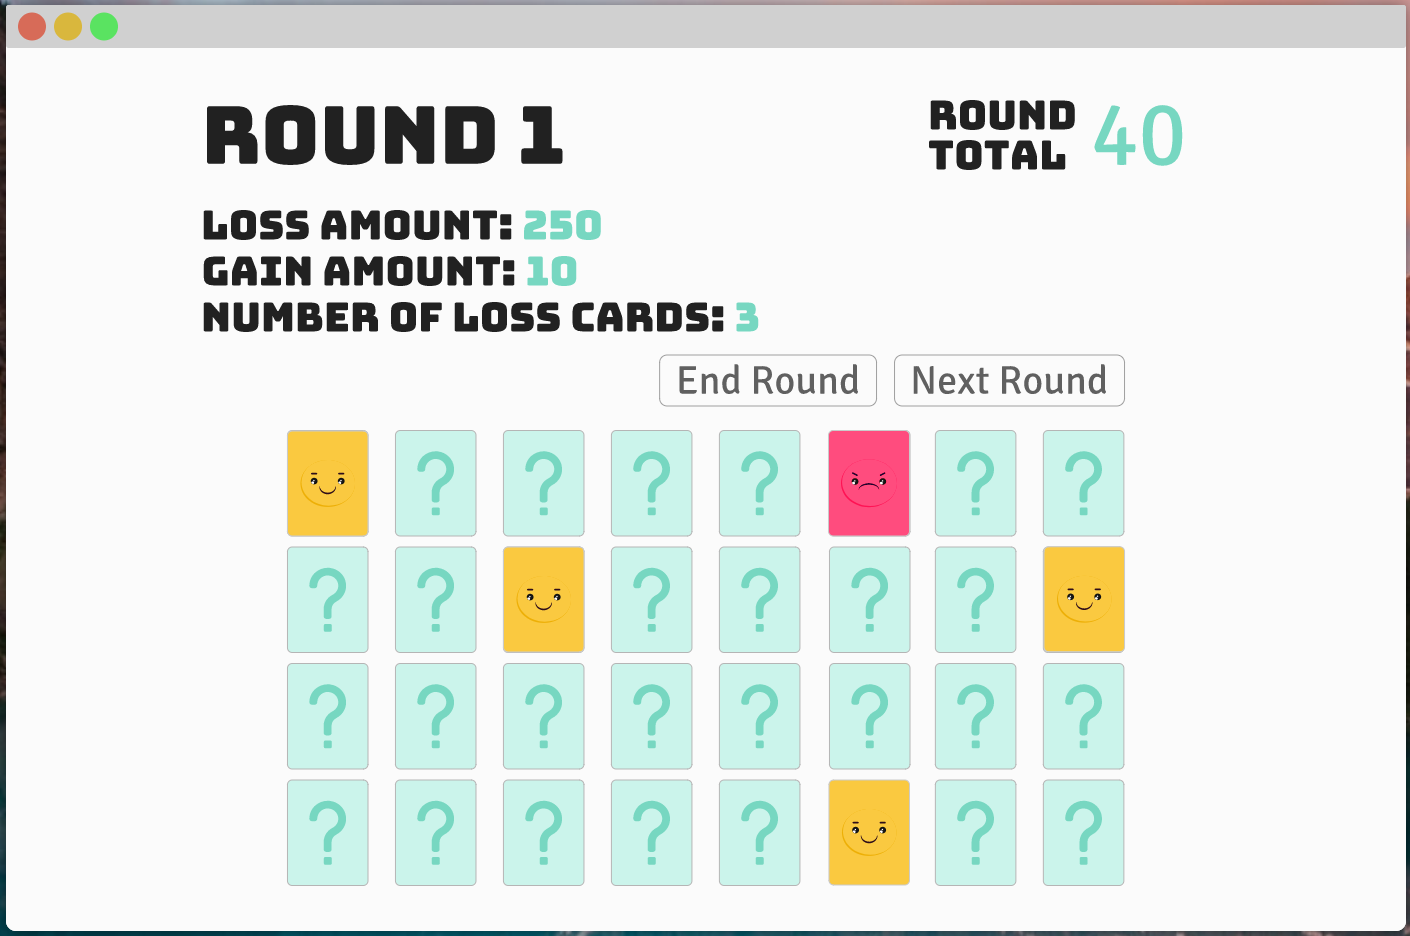 ROUND 1
ROUND
TOTAL 40
LOSS AMOUNT: 250
GAIN AMOUNT: 10
NUMBER OF LOSS CARDS: 3
End Round Next Round
? ? ? ? ? ?
? ? ? ? ? ?
? ? ? ? ? ? ? ?
? ? ? ? ? ? ?